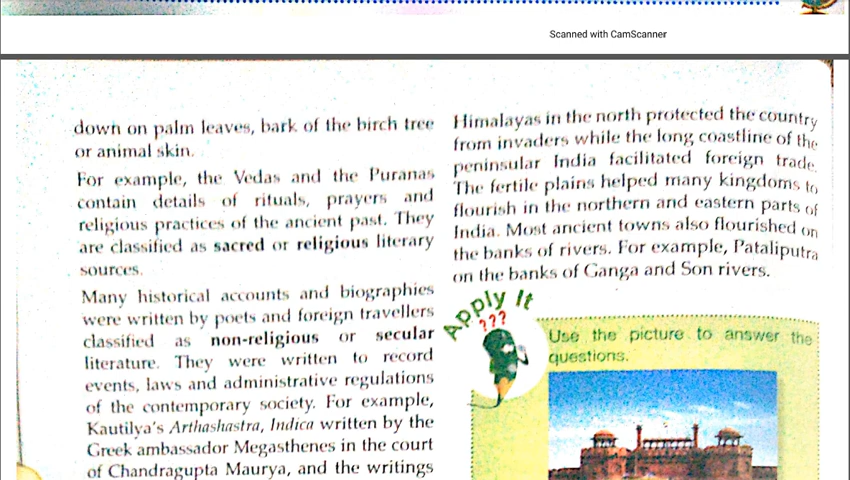 Scanned with CamScanner
down on palm leaves, bark of the birch tree
or animal skin.
For example, the Vedas and the Puranas
contain details of rituals, prayers and
religious practices of the ancient past. They
are classified as sacred or religious literary
sources.
Many historical accounts and biographies
were written by poets and foreign travellers
classified as non-religious or secular
literature. They were written to record
events, laws and administrative regulations
of the contemporary society. For example,
Kautilya's Arthashastra, Indica written by the
Greek ambassador Megasthenes in the court
of Chandragupta Maurya, and the writings
Himalayas in the north protected the country
from invaders while the long coastline of the
peninsular India facilitated foreign trade.
The fertile plains helped many kingdoms to
flourish in the northern and eastern parts of
India. Most ancient towns also flourished on
the banks of rivers. For example, Pataliputra
on the banks of Ganga and Son rivers.
Apply It
???
Use the picture to answer the
questions.